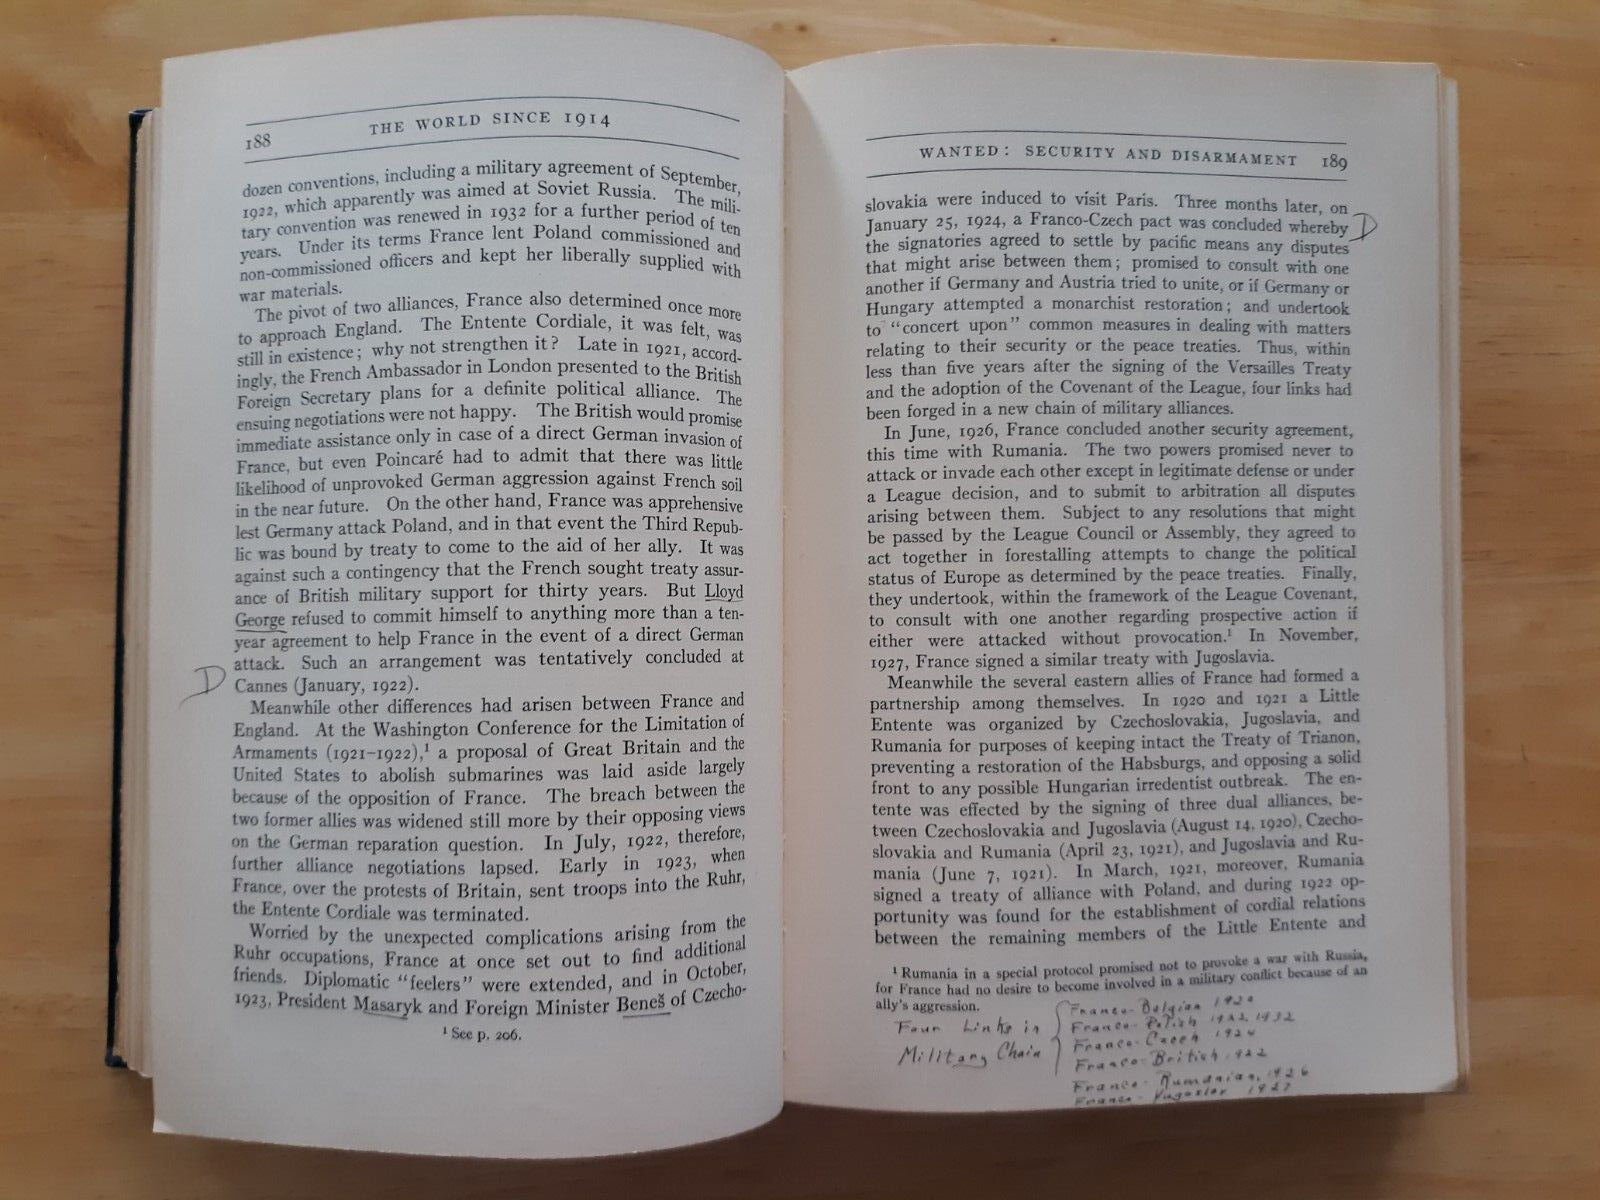 188
THE WORLD SINCE 1914
dozen conventions, including a military agreement of September,
1922, which apparently was aimed at Soviet Russia. The mili-
tary convention was renewed in 1932 for a further period of ten
years. Under its terms France lent Poland commissioned and
non-commissioned officers and kept her liberally supplied with
war materials.
The pivot of two alliances, France also determined once more
to approach England. The Entente Cordiale, it was felt, was
still in existence; why not strengthen it? Late in 1921, accord-
ingly, the French Ambassador in London presented to the British
Foreign Secretary plans for a definite political alliance. The
ensuing negotiations were not happy. The British would promise
immediate assistance only in case of a direct German invasion of
France, but even Poincaré had to admit that there was little
likelihood of unprovoked German aggression against French soil
in the near future. On the other hand, France was apprehensive
lest Germany attack Poland, and in that event the Third Repub-
lic was bound by treaty to come to the aid of her ally. It was
against such a contingency that the French sought treaty assur-
ance of British military support for thirty years. But Lloyd
George refused to commit himself to anything more than a ten-
year agreement to help France in the event of a direct German
attack. Such an arrangement was tentatively concluded at
D Cannes (January, 1922).
Meanwhile other differences had arisen between France and
England. At the Washington Conference for the Limitation of
Armaments (1921–1922),¹ a proposal of Great Britain and the
United States to abolish submarines was laid aside largely
because of the opposition of France. The breach between the
two former allies was widened still more by their opposing views
on the German reparation question. In July, 1922, therefore,
further alliance negotiations lapsed. Early in 1923, when
France, over the protests of Britain, sent troops into the Ruhr,
the Entente Cordiale was terminated.
Worried by the unexpected complications arising from the
Ruhr occupations, France at once set out to find additional
friends. Diplomatic “feelers” were extended, and in October,
1923, President Masaryk and Foreign Minister Beneš of Czecho-
¹ See p. 206.
WANTED: SECURITY AND DISARMAMENT 189
slovakia were induced to visit Paris. Three months later, on
January 25, 1924, a Franco-Czech pact was concluded whereby D
the signatories agreed to settle by pacific means any disputes
that might arise between them; promised to consult with one
another if Germany and Austria tried to unite, or if Germany or
Hungary attempted a monarchist restoration; and undertook
to “concert upon” common measures in dealing with matters
relating to their security or the peace treaties. Thus, within
less than five years after the signing of the Versailles Treaty
and the adoption of the Covenant of the League, four links had
been forged in a new chain of military alliances.
In June, 1926, France concluded another security agreement,
this time with Rumania. The two powers promised never to
attack or invade each other except in legitimate defense or under
a League decision, and to submit to arbitration all disputes
arising between them. Subject to any resolutions that might
be passed by the League Council or Assembly, they agreed to
act together in forestalling attempts to change the political
status of Europe as determined by the peace treaties. Finally,
they undertook, within the framework of the League Covenant,
to consult with one another regarding prospective action if
either were attacked without provocation.¹ In November,
1927, France signed a similar treaty with Jugoslavia.
Meanwhile the several eastern allies of France had formed a
partnership among themselves. In 1920 and 1921 a Little
Entente was organized by Czechoslovakia, Jugoslavia, and
Rumania for purposes of keeping intact the Treaty of Trianon,
preventing a restoration of the Habsburgs, and opposing a solid
front to any possible Hungarian irredentist outbreak. The en-
tente was effected by the signing of three dual alliances, be-
tween Czechoslovakia and Jugoslavia (August 14, 1920), Czecho-
slovakia and Rumania (April 23, 1921), and Jugoslavia and Ru-
mania (June 7, 1921). In March, 1921, moreover, Rumania
signed a treaty of alliance with Poland, and during 1922 op-
portunity was found for the establishment of cordial relations
between the remaining members of the Little Entente and
¹ Rumania in a special protocol promised not to provoke a war with Russia,
for France had no desire to become involved in a military conflict because of an
ally's aggression.
Four Links in
Military Chain
Franco-Belgian 1920
Franco-Polish 1922, 1932
Franco-Czech 1924
Franco-British 1922
Franco-Rumanian, 1926
Franco- 1927